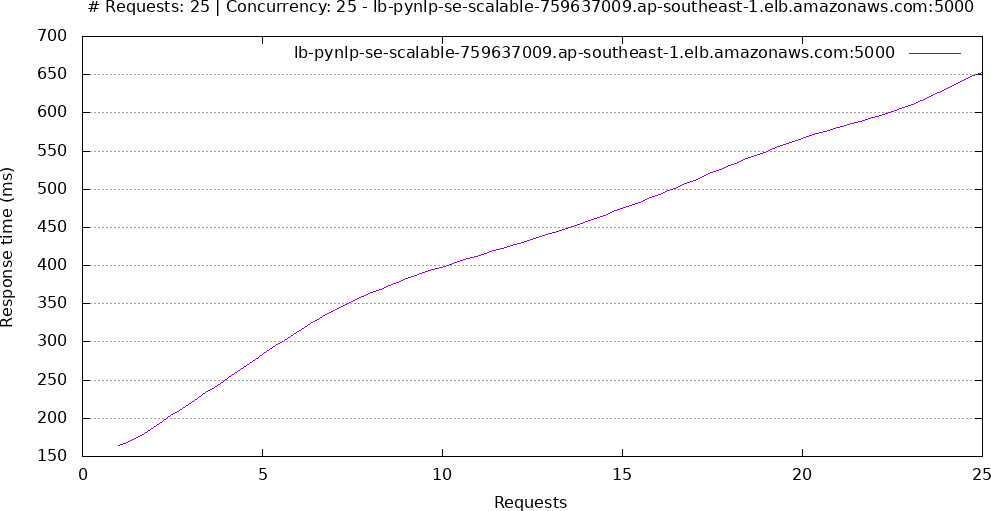 # Requests: 25 | Concurrency: 25 - lb-pynlp-se-scalable-759637009.ap-southeast-1.elb.amazonaws.com:5000
700
lb-pynlp-se-scalable-759637009.ap-southeast-1.elb.amazonaws.com:5000
650
600
550
500
450
400
350
300
250
200
150
Response time (ms)
0 5 10 15 20 25
Requests